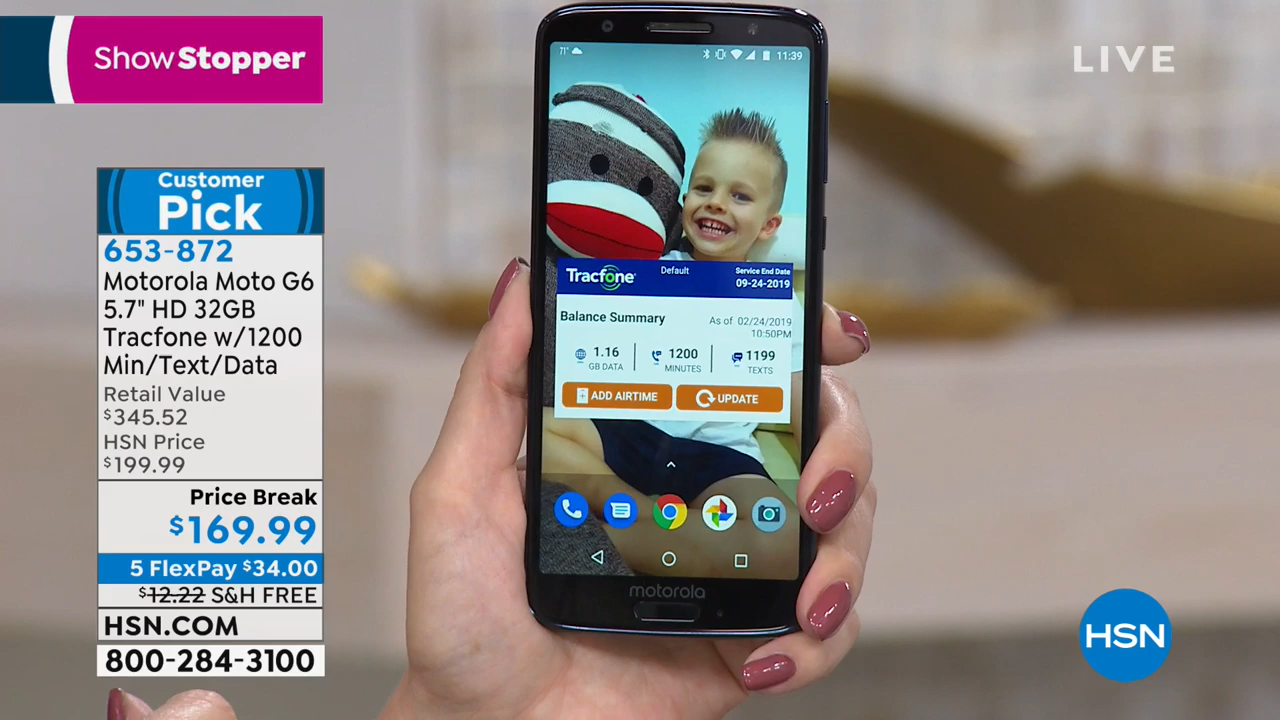 Show Stopper
LIVE
Customer
Pick
653-872
Motorola Moto G6
5.7" HD 32GB
Tracfone w/1200
Min/Text/Data
Retail Value
$345.52
HSN Price
$199.99
Price Break
$169.99
5 FlexPay $34.00
$12.22 S&H FREE
HSN.COM
800-284-3100
71°
11:39
Tracfone
Default
Service End Date
09-24-2019
Balance Summary
As of 02/24/2019
10:50PM
1.16
GB DATA
1200
MINUTES
1199
TEXTS
ADD AIRTIME
UPDATE
motorola
HSN